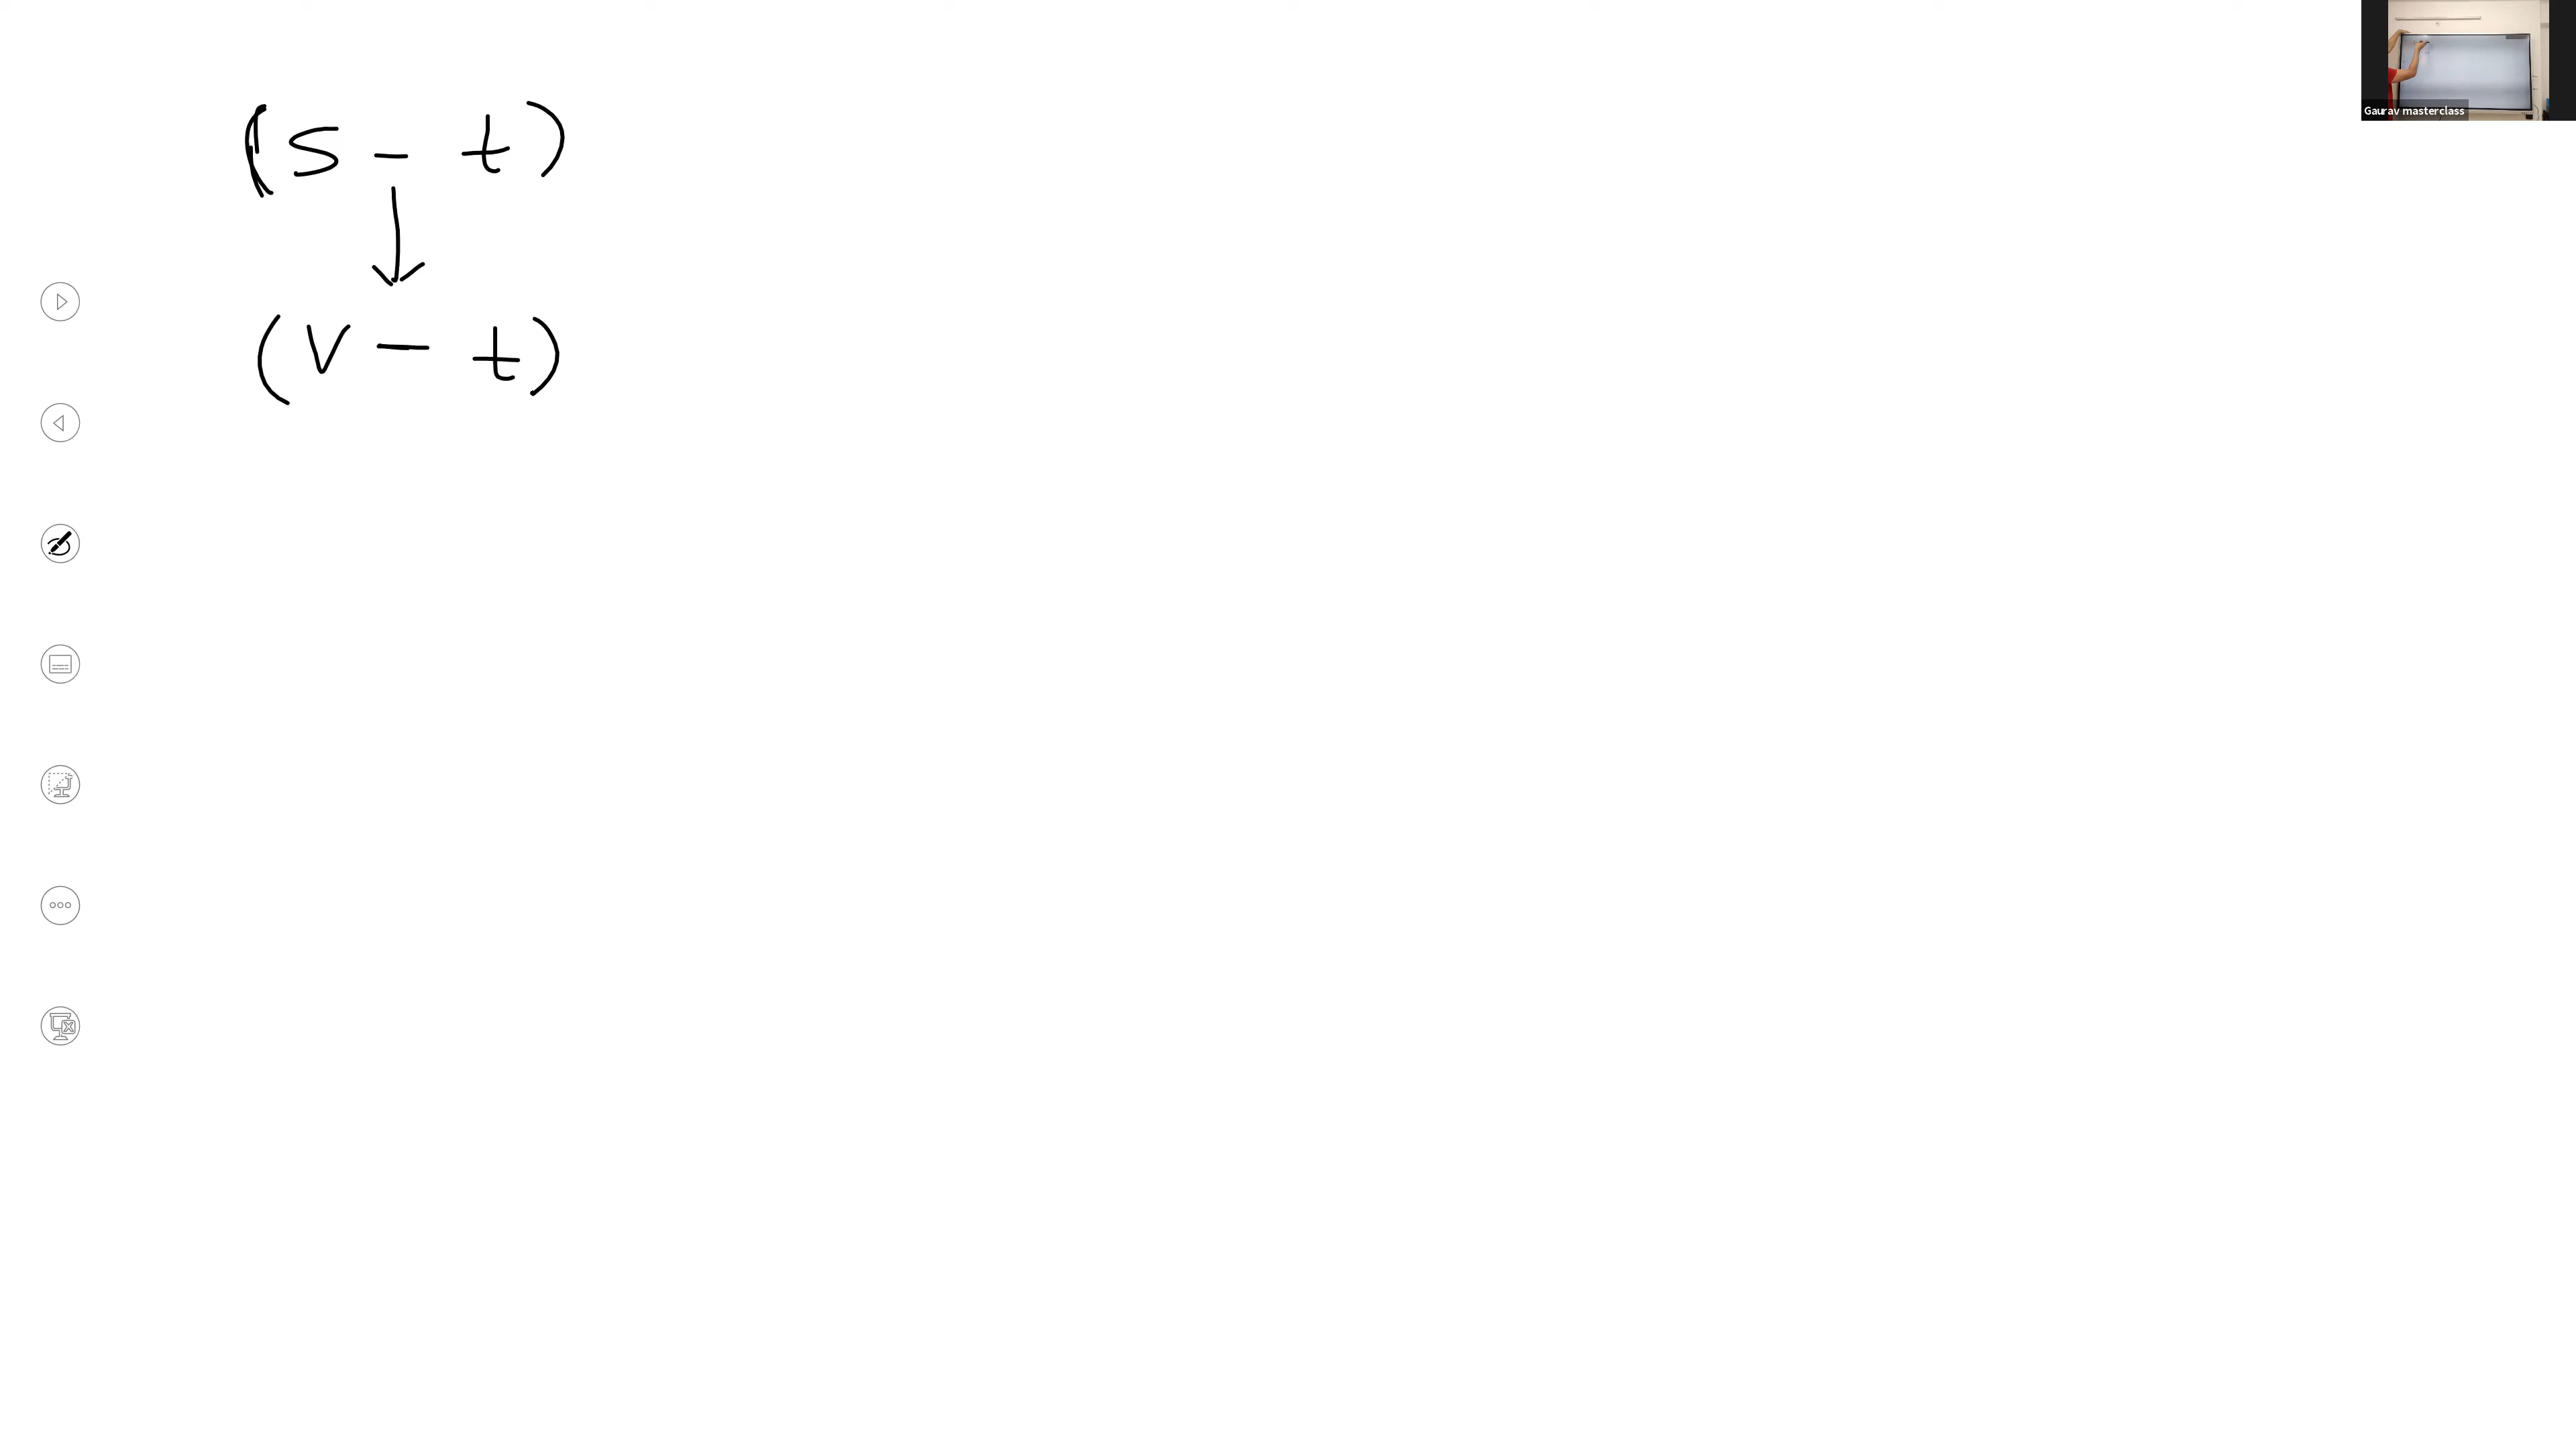 (S - t)
↓
(V - t)
Gaurav masterclass